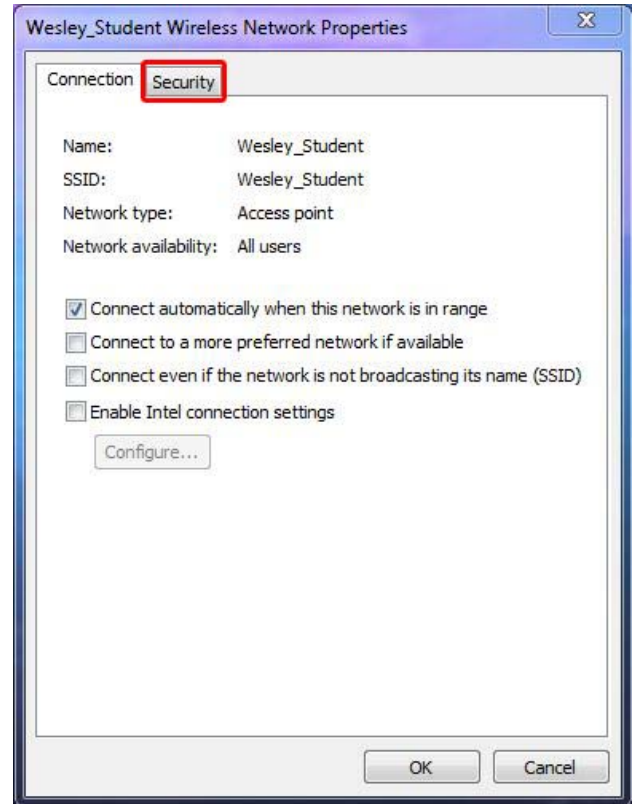 Wesley_Student Wireless Network Properties
Connection Security
Name: Wesley_Student
SSID: Wesley_Student
Network type: Access point
Network availability: All users
Connect automatically when this network is in range
Connect to a more preferred network if available
Connect even if the network is not broadcasting its name (SSID)
Enable Intel connection settings
Configure...
OK Cancel